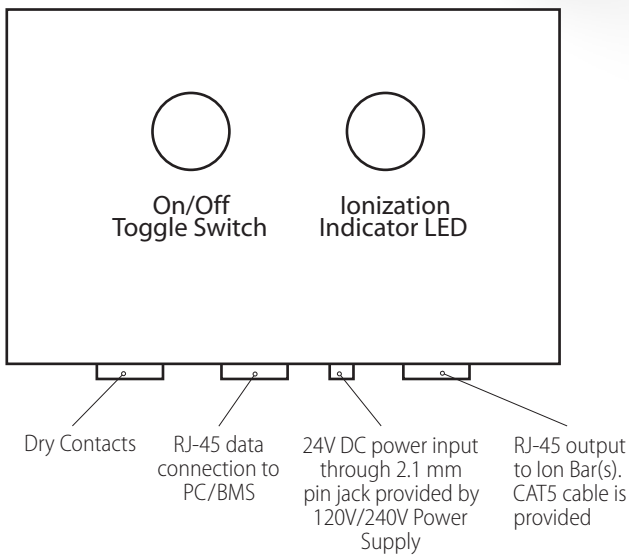 On/Off
Toggle Switch
Ionization
Indicator LED
Dry Contacts
RJ-45 data
connection to
PC/BMS
24V DC power input
through 2.1 mm
pin jack provided by
120V/240V Power
Supply
RJ-45 output
to Ion Bar(s).
CAT5 cable is
provided